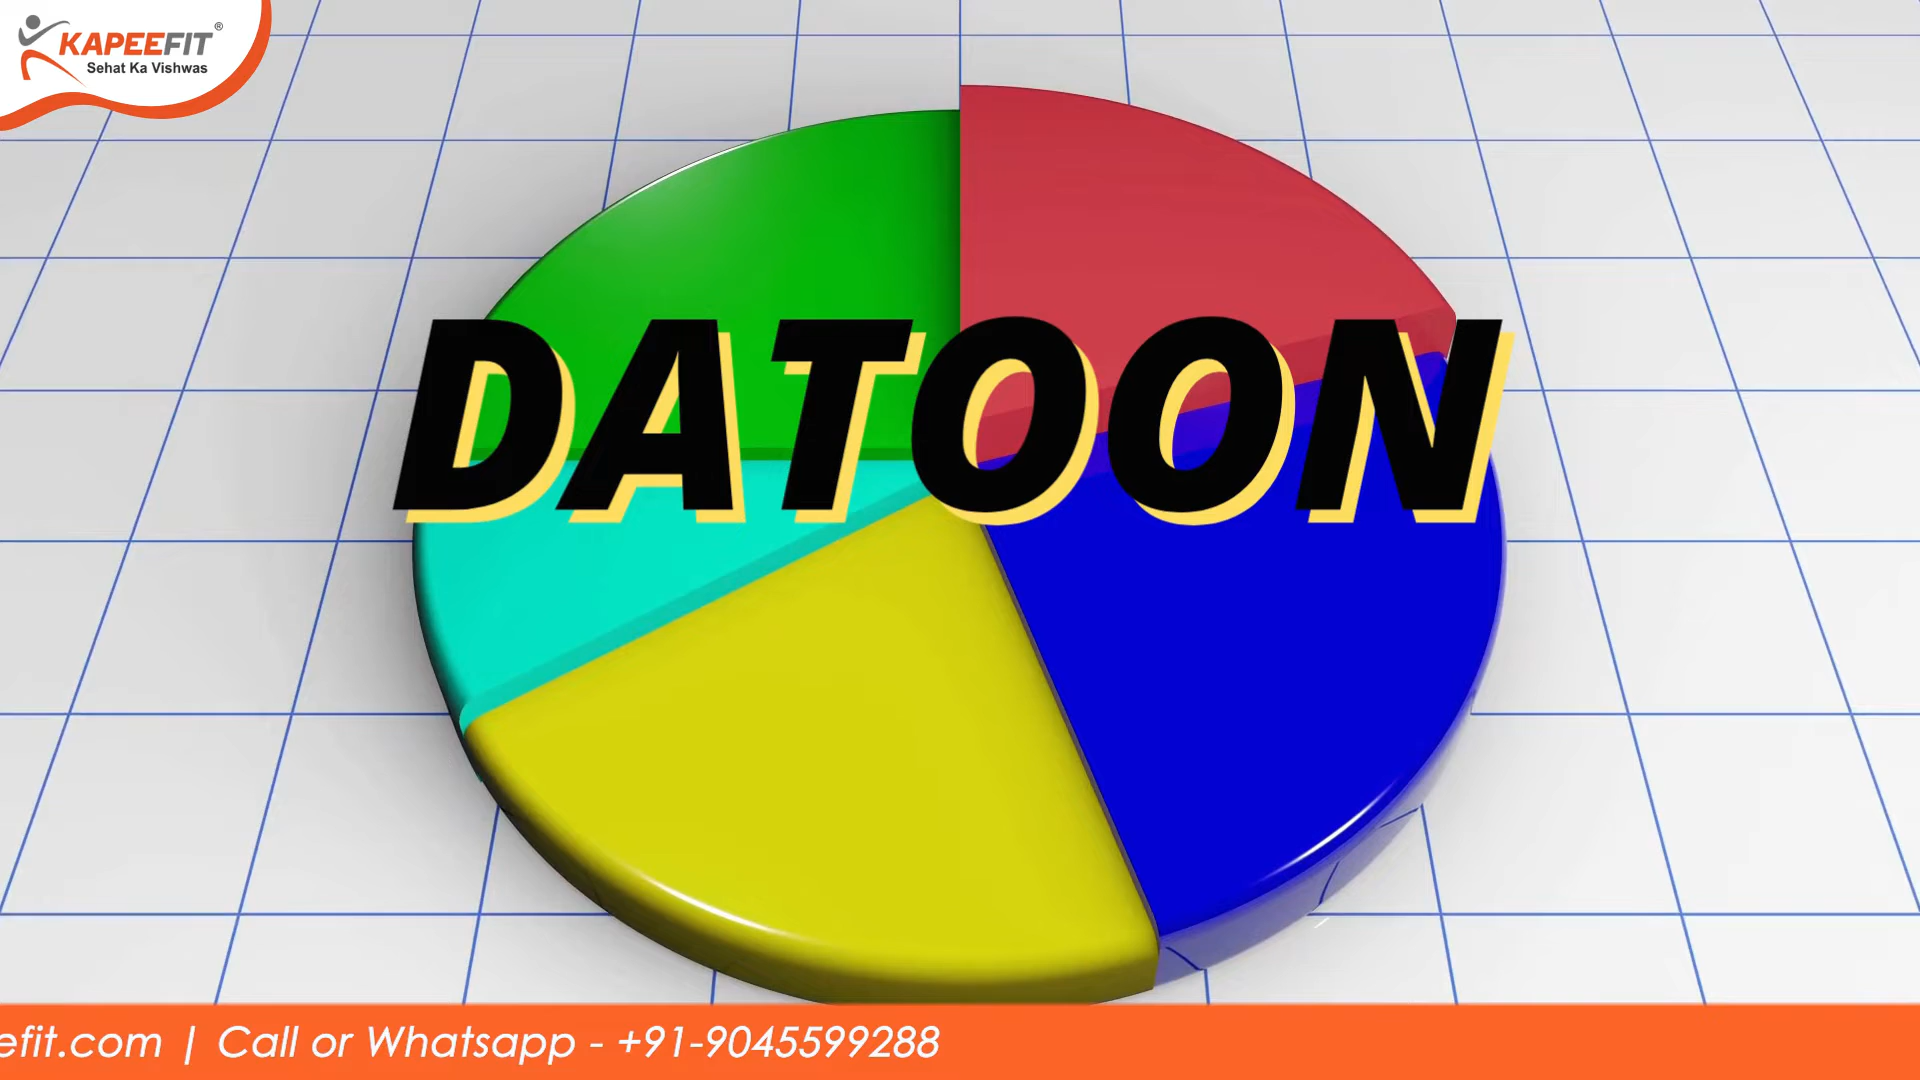 KAPEEFIT®
Sehat Ka Vishwas
DATOON
efit.com | Call or Whatsapp - +91-9045599288